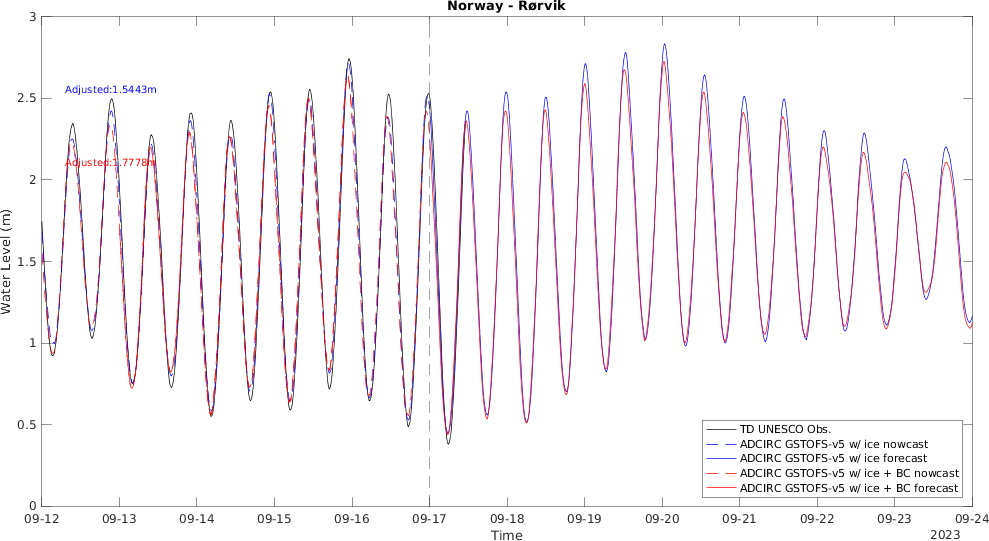 Norway - Rørvik
3
2.5
2
1.5
1
0.5
0
Water Level (m)
Adjusted:1.5443m
Adjusted:1.7778m
TD UNESCO Obs.
ADCIRC GSTOFS-v5 w/ ice nowcast
ADCIRC GSTOFS-v5 w/ ice forecast
ADCIRC GSTOFS-v5 w/ ice + BC nowcast
ADCIRC GSTOFS-v5 w/ ice + BC forecast
09-12 09-13 09-14 09-15 09-16 09-17 09-18 09-19 09-20 09-21 09-22 09-23 09-24
Time
2023